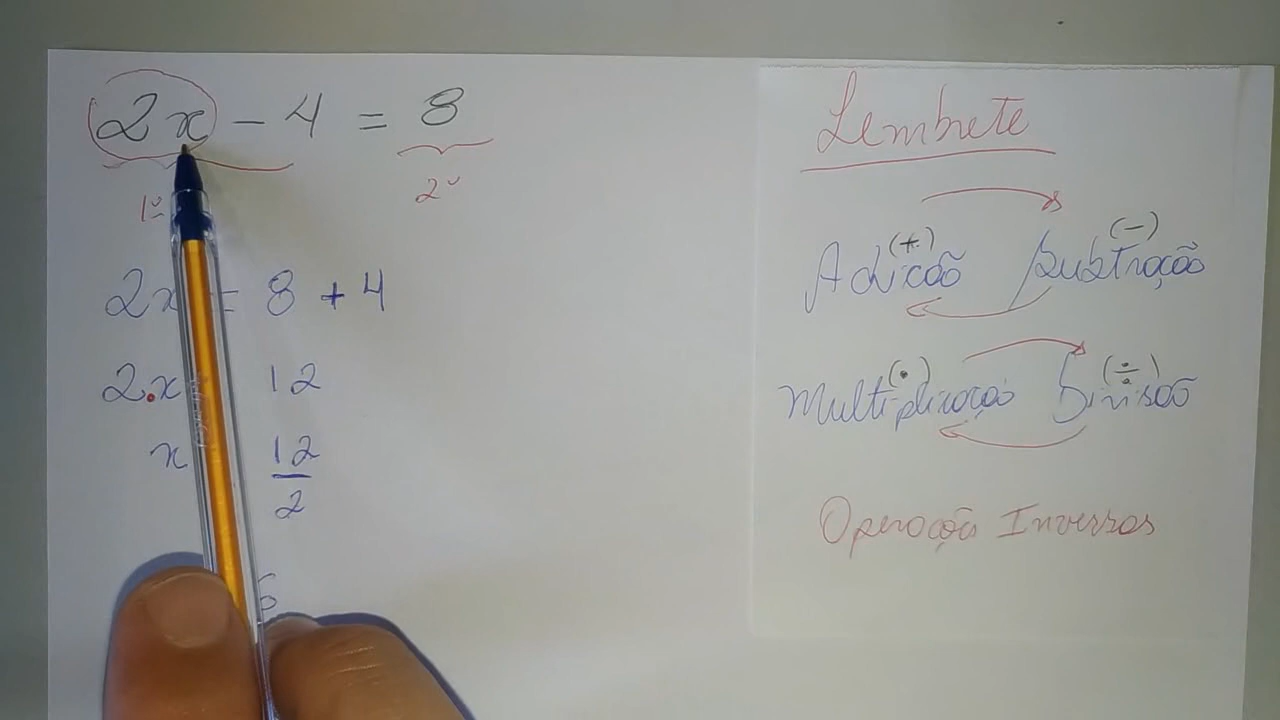 2x - 4 = 8
1º 2º
2x = 8 + 4
2.x 12
x 12/2
6
Lembrete
(+) (-)
Adição Subtração
(•) (÷)
Multiplicação Divisão
Operações Inversas